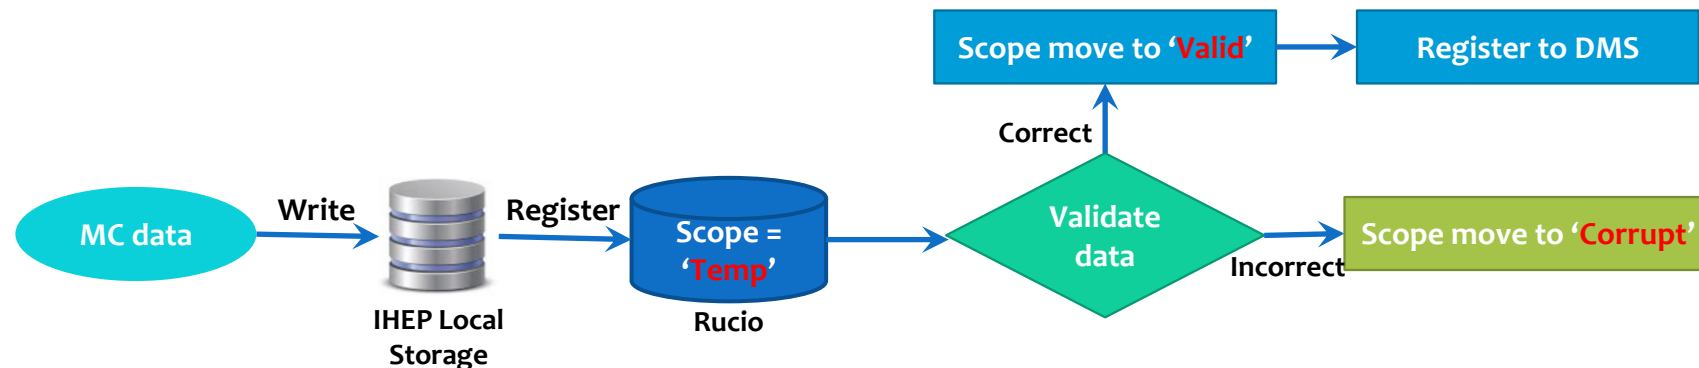 Scope move to ‘Valid’
Register to DMS
Correct
MC data
Write
IHEP Local
Storage
Register
Scope =
‘Temp’
Rucio
Validate
data
Incorrect
Scope move to ‘Corrupt’